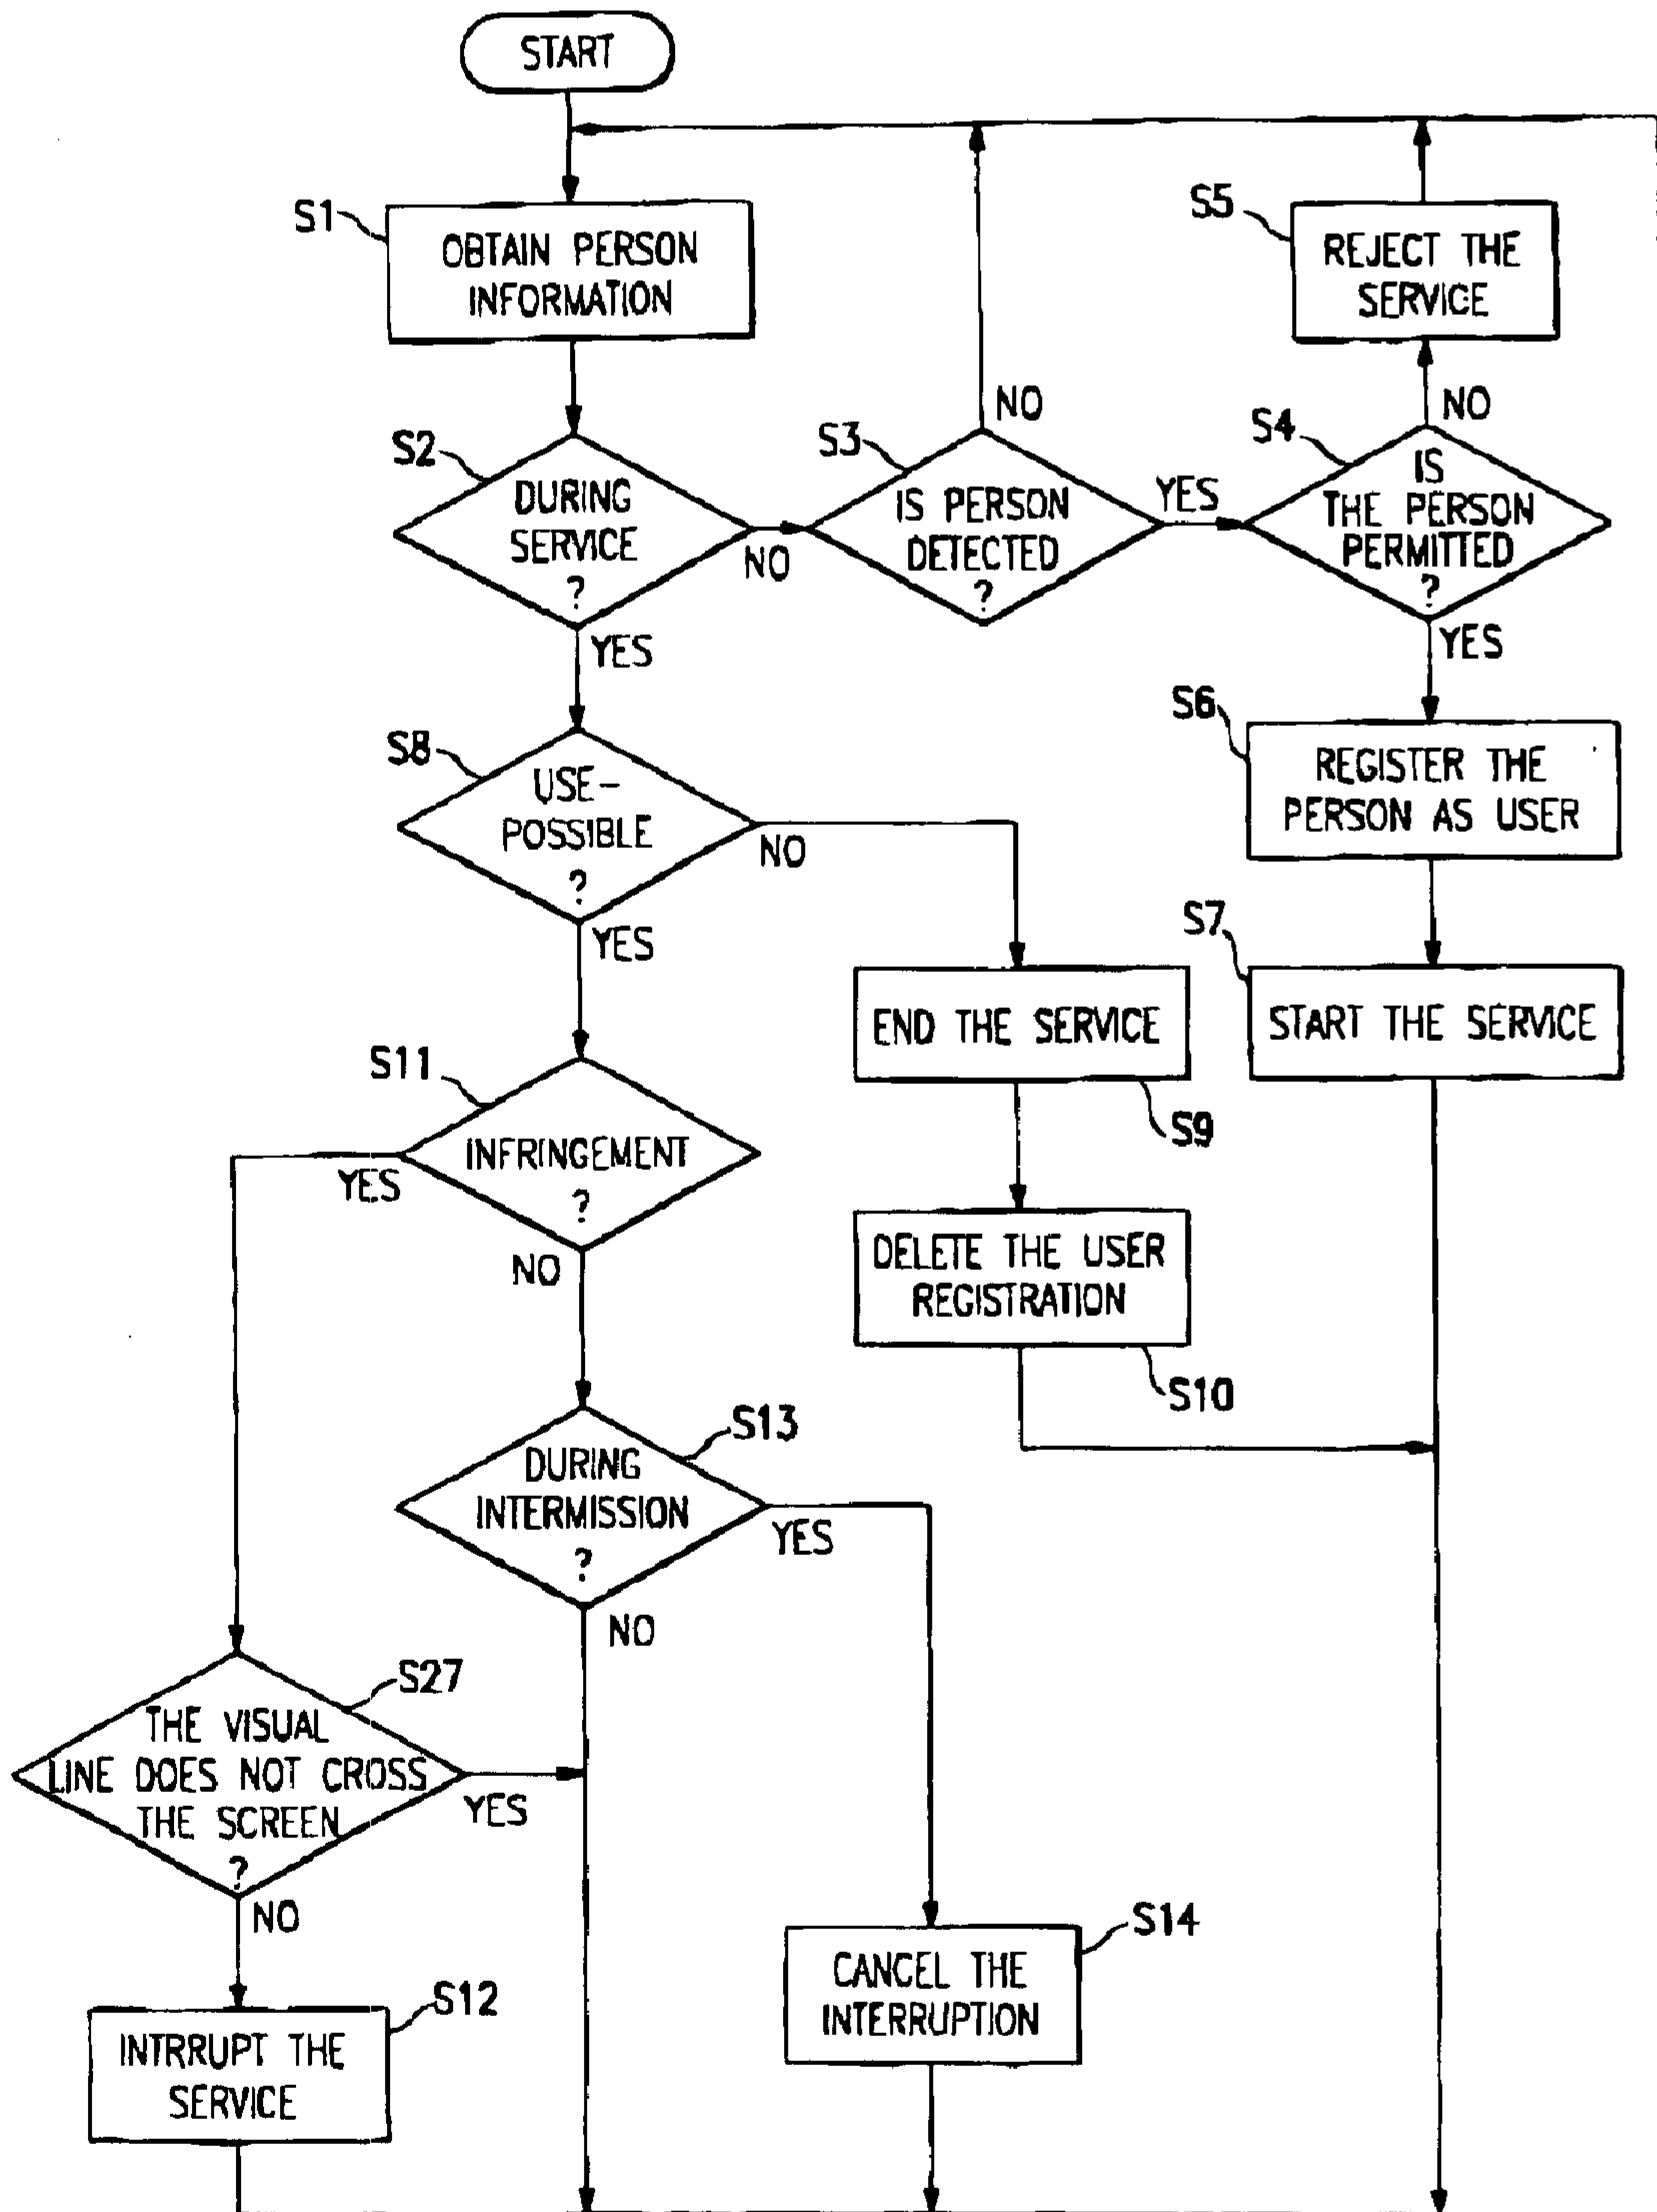 START
S1
OBTAIN PERSON
INFORMATION
S5
REJECT THE
SERVICE
NO
NO
S2
DURING
SERVICE
?
NO
YES
S3
IS PERSON
DETECTED
?
YES
S4
IS
THE PERSON
PERMITTED
?
YES
S6
REGISTER THE
PERSON AS USER
S8
USE-
POSSIBLE
?
NO
YES
S7
START THE SERVICE
END THE SERVICE
S9
S11
INFRINGEMENT
?
YES
NO
DELETE THE USER
REGISTRATION
S10
S13
DURING
INTERMISSION
?
YES
NO
S27
THE VISUAL
LINE DOES NOT CROSS
THE SCREEN
?
YES
NO
S14
CANCEL THE
INTERRUPTION
S12
INTRRUPT THE
SERVICE